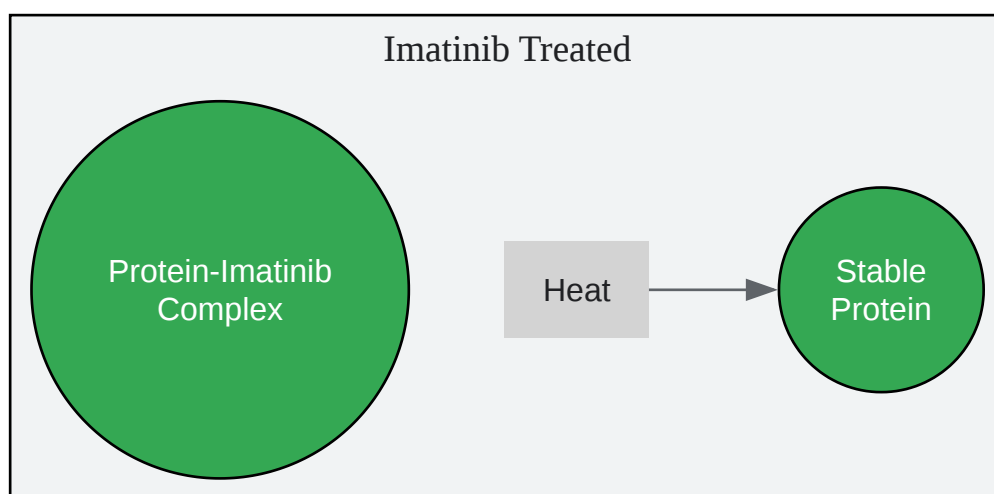 Imatinib Treated
Protein-Imatinib
Complex
Heat
Stable
Protein